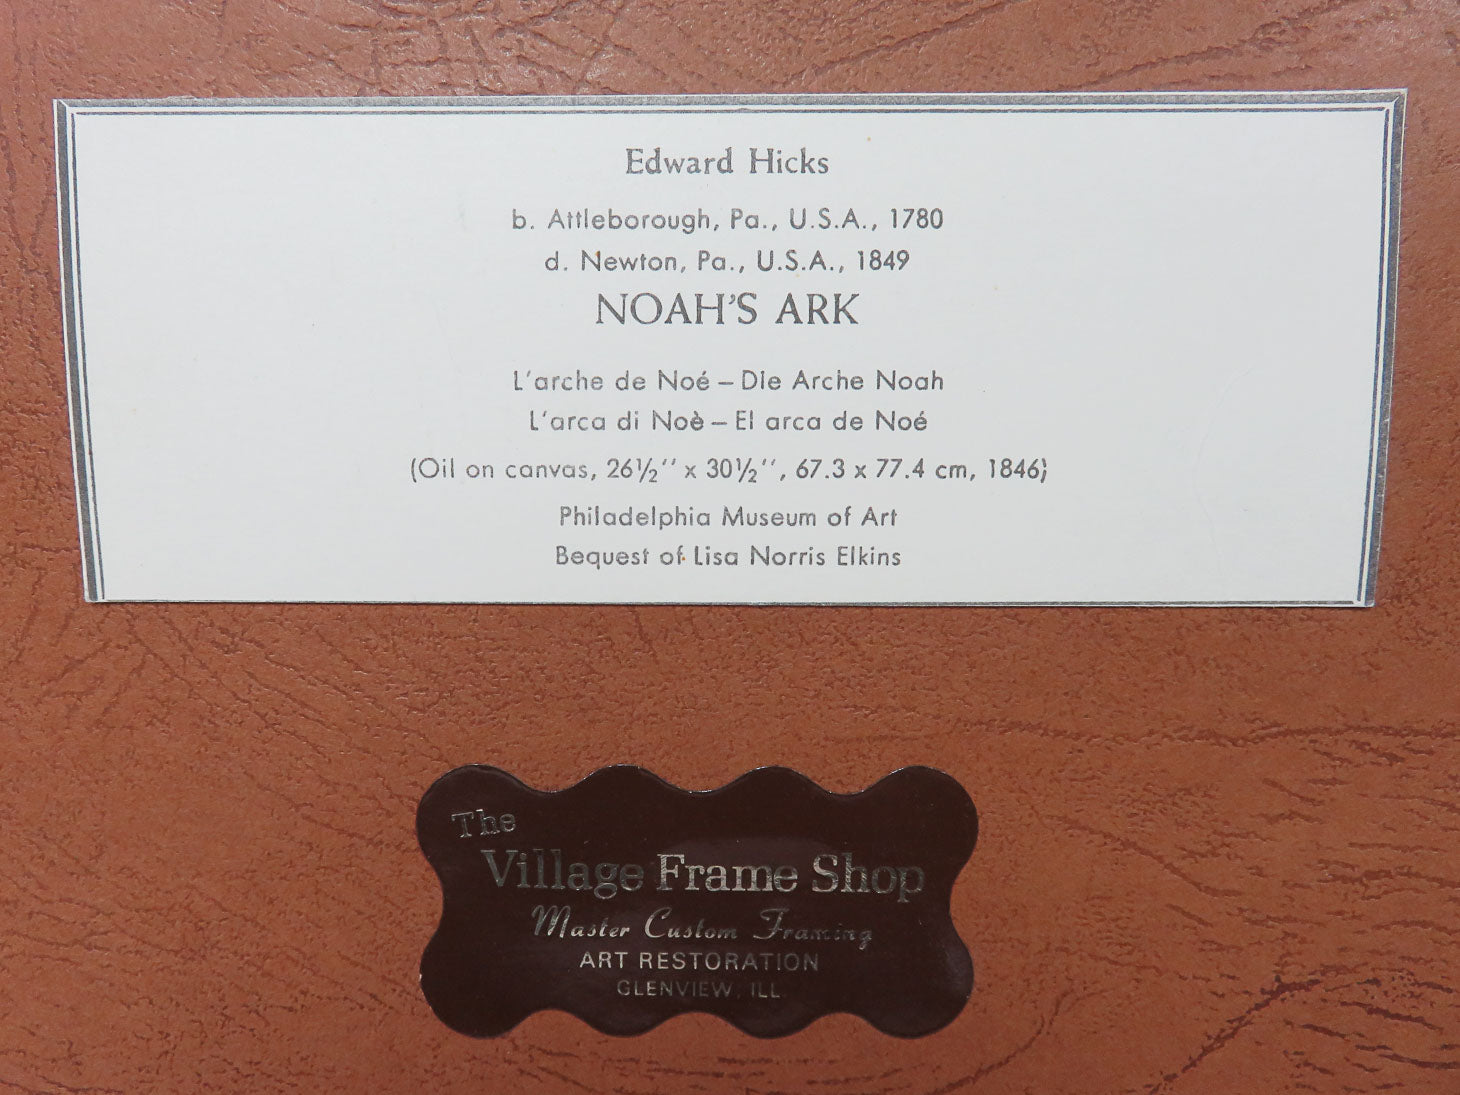 Edward Hicks
b. Attleborough, Pa., U.S.A., 1780
d. Newton, Pa., U.S.A., 1849
NOAH'S ARK
L'arche de Noé – Die Arche Noah
L'arca di Noè – El arca de Noé
(Oil on canvas, 26½'' x 30½'', 67.3 x 77.4 cm, 1846)
Philadelphia Museum of Art
Bequest of Lisa Norris Elkins
The
Village Frame Shop
Master Custom Framing
ART RESTORATION
GLENVIEW, ILL.